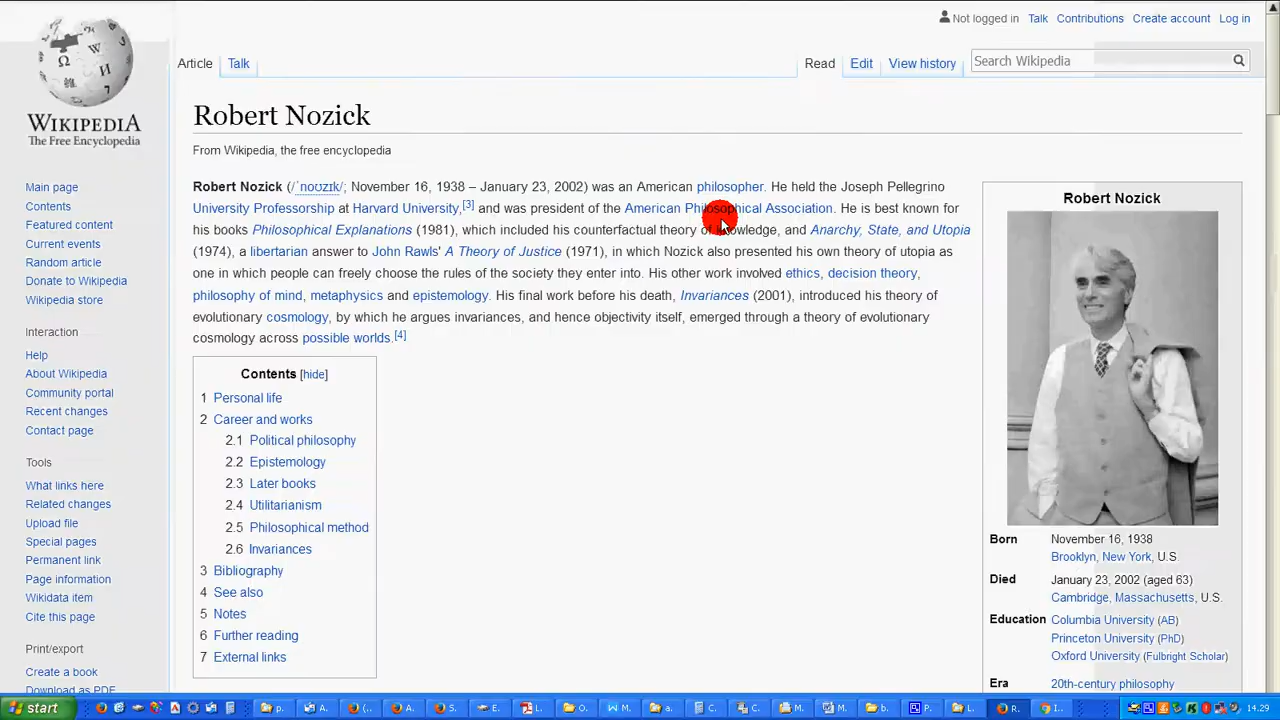 Not logged in Talk Contributions Create account Log in
Article Talk Read Edit View history Search Wikipedia
WIKIPEDIA
The Free Encyclopedia
Main page
Contents
Featured content
Current events
Random article
Donate to Wikipedia
Wikipedia store
Interaction
Help
About Wikipedia
Community portal
Recent changes
Contact page
Tools
What links here
Related changes
Upload file
Special pages
Permanent link
Page information
Wikidata item
Cite this page
Print/export
Create a book
Download as PDF
Robert Nozick
From Wikipedia, the free encyclopedia
Robert Nozick (/ˈnoʊzɪk/; November 16, 1938 – January 23, 2002) was an American philosopher. He held the Joseph Pellegrino
University Professorship at Harvard University,[3] and was president of the American Philosophical Association. He is best known for
his books Philosophical Explanations (1981), which included his counterfactual theory of knowledge, and Anarchy, State, and Utopia
(1974), a libertarian answer to John Rawls' A Theory of Justice (1971), in which Nozick also presented his own theory of utopia as
one in which people can freely choose the rules of the society they enter into. His other work involved ethics, decision theory,
philosophy of mind, metaphysics and epistemology. His final work before his death, Invariances (2001), introduced his theory of
evolutionary cosmology, by which he argues invariances, and hence objectivity itself, emerged through a theory of evolutionary
cosmology across possible worlds.[4]
Contents [hide]
1 Personal life
2 Career and works
2.1 Political philosophy
2.2 Epistemology
2.3 Later books
2.4 Utilitarianism
2.5 Philosophical method
2.6 Invariances
3 Bibliography
4 See also
5 Notes
6 Further reading
7 External links
Robert Nozick
Born November 16, 1938
Brooklyn, New York, U.S.
Died January 23, 2002 (aged 63)
Cambridge, Massachusetts, U.S.
Education Columbia University (AB)
Princeton University (PhD)
Oxford University (Fulbright Scholar)
Era 20th-century philosophy
start 14.29